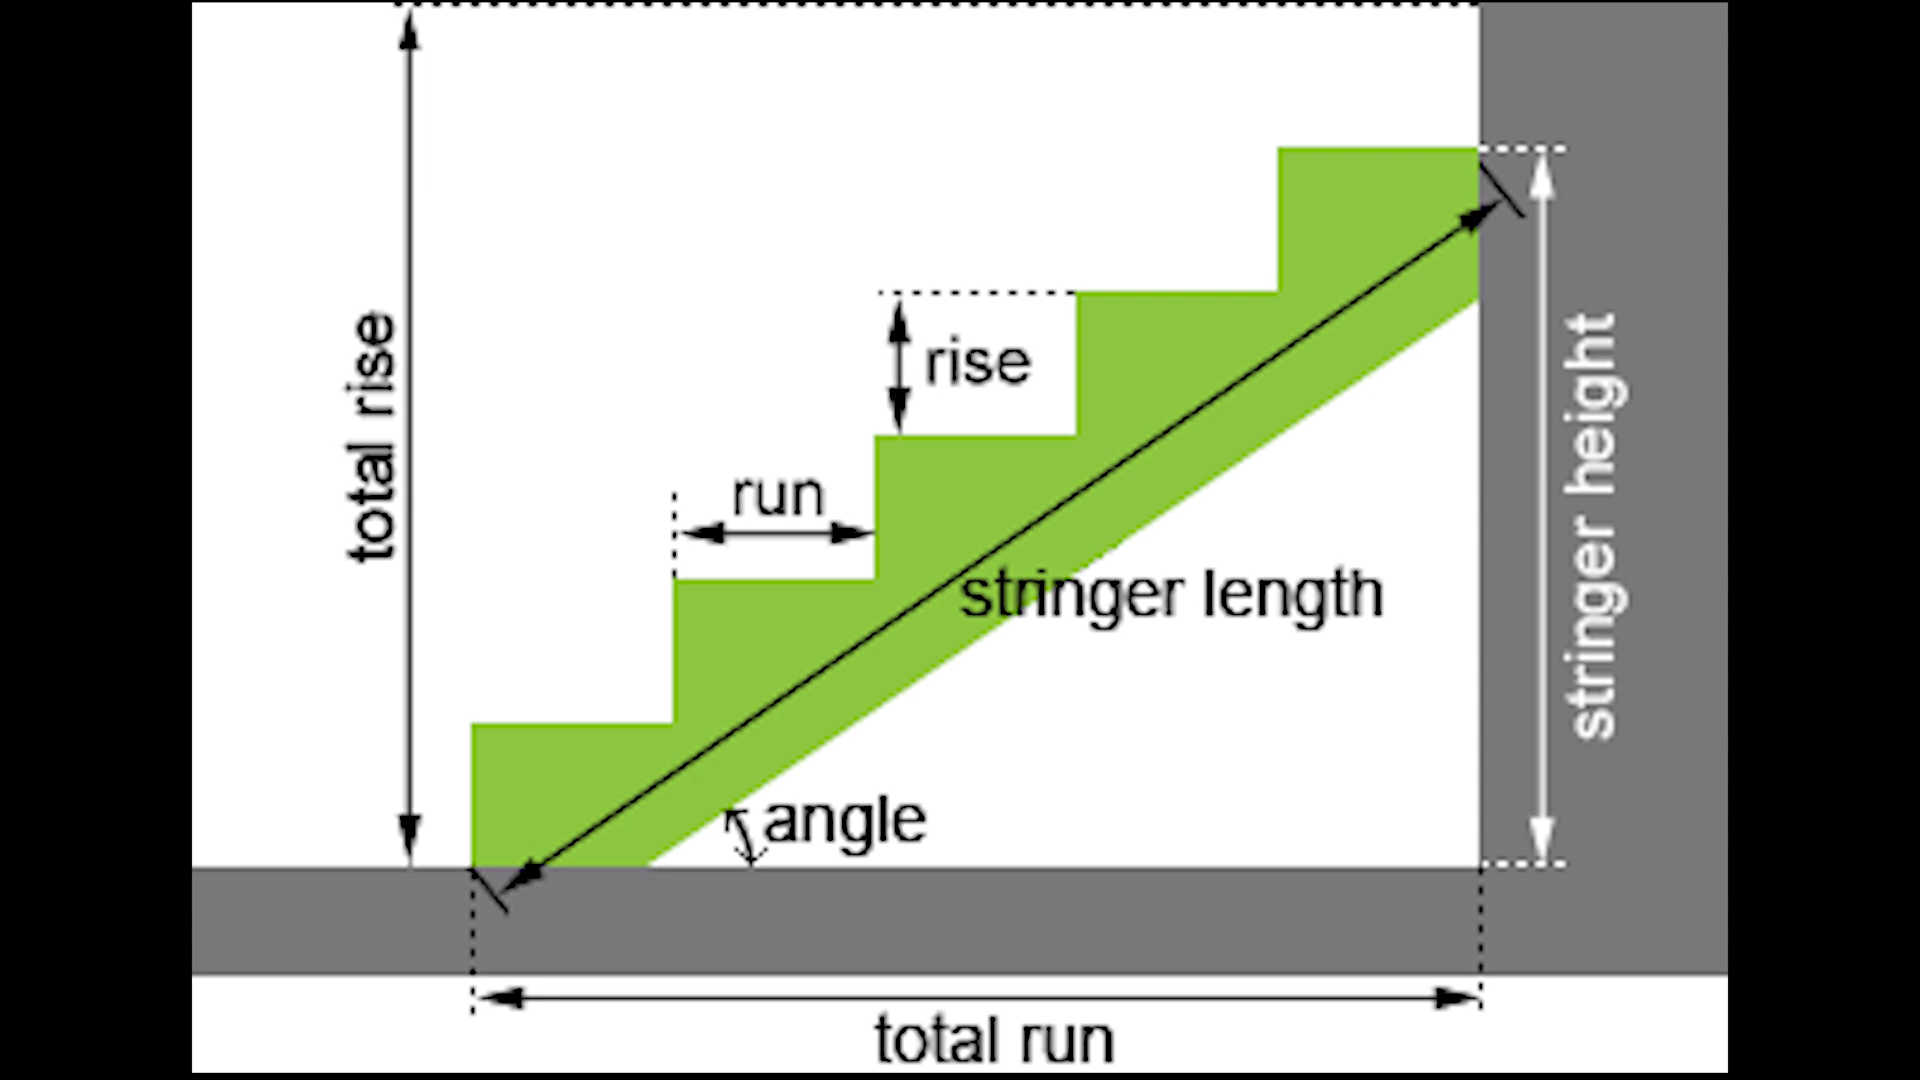 total rise
rise
run
stringer length
stringer height
angle
total run